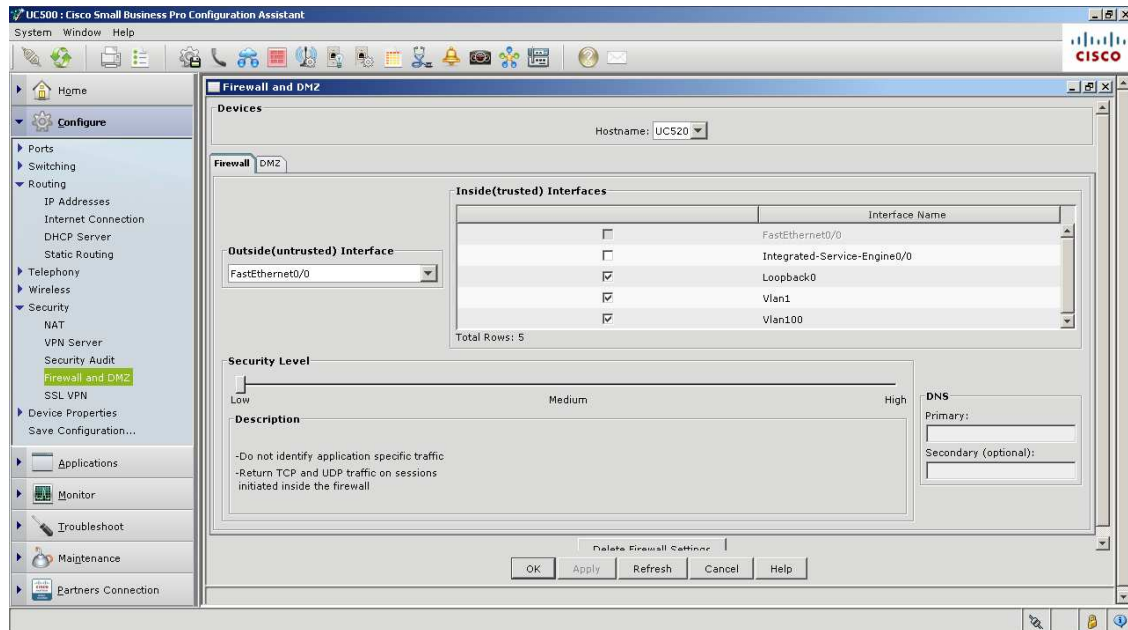 UC500 : Cisco Small Business Pro Configuration Assistant
System Window Help
CISCO
Home
Configure
Ports
Switching
Routing
IP Addresses
Internet Connection
DHCP Server
Static Routing
Telephony
Wireless
Security
NAT
VPN Server
Security Audit
Firewall and DMZ
SSL VPN
Device Properties
Save Configuration...
Applications
Monitor
Troubleshoot
Maintenance
Partners Connection
Firewall and DMZ
Devices
Hostname: UC520
Firewall DMZ
Outside(untrusted) Interface
FastEthernet0/0
Inside(trusted) Interfaces
Interface Name
FastEthernet0/0
Integrated-Service-Engine0/0
Loopback0
Vlan1
Vlan100
Total Rows: 5
Security Level
Low Medium High
Description
-Do not identify application specific traffic
-Return TCP and UDP traffic on sessions
initiated inside the firewall
DNS
Primary:
Secondary (optional):
Delete Firewall Settings
OK Apply Refresh Cancel Help